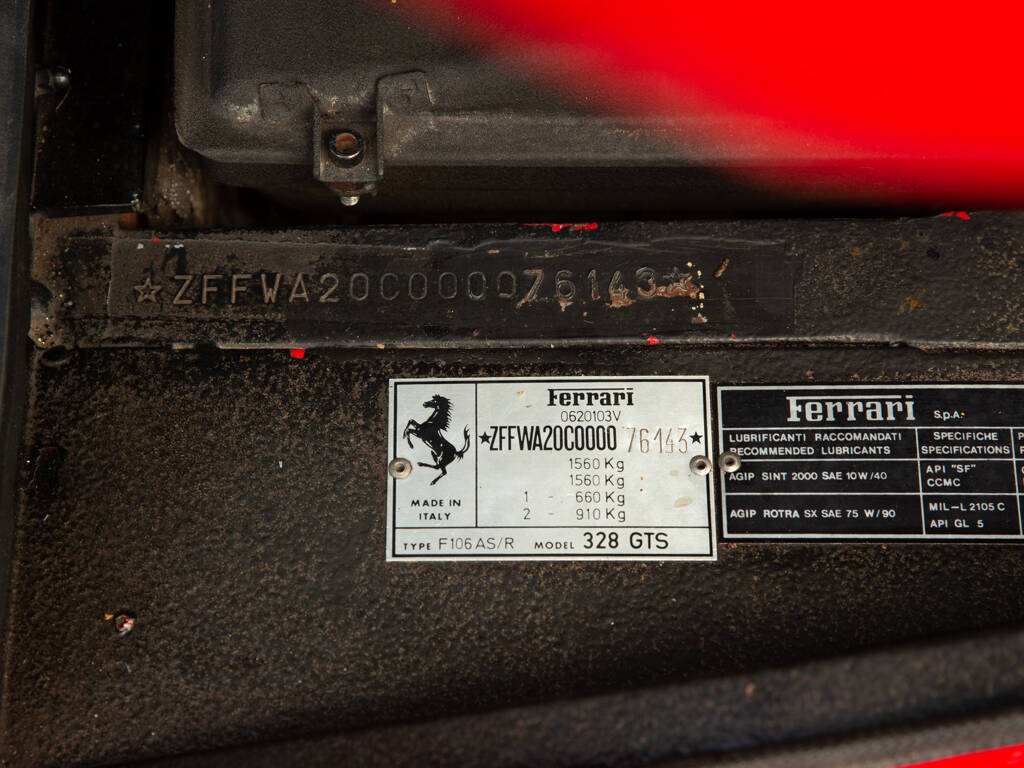 ☆ZFFWA20C000076143☆
Ferrari
0620103V
★ZFFWA20C000076143★
1560 Kg
1560 Kg
1 - 660 Kg
2 - 910 Kg
MADE IN
ITALY
TYPE F106 AS/R MODEL 328 GTS
Ferrari S.p.A.
LUBRIFICANTI RACCOMANDATI
RECOMMENDED LUBRICANTS
SPECIFICHE
SPECIFICATIONS
AGIP SINT 2000 SAE 10W/40
API "SF"
CCMC
AGIP ROTRA SX SAE 75 W/90
MIL-L 2105 C
API GL 5